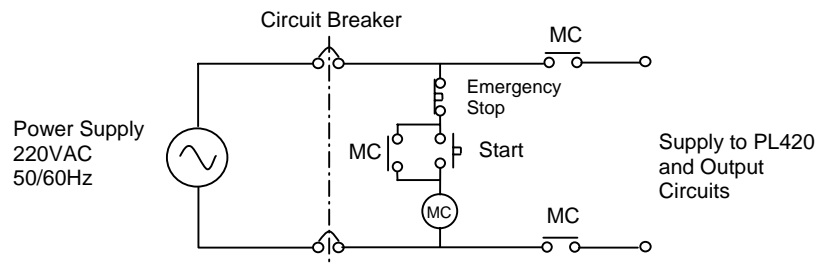 Circuit Breaker
MC
Emergency
Stop
Power Supply
220VAC
50/60Hz
MC
Start
Supply to PL420
and Output
Circuits
MC
MC